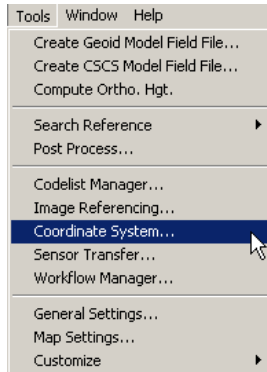 Tools Window Help
Create Geoid Model Field File...
Create CSCS Model Field File...
Compute Ortho. Hgt.
Search Reference
Post Process...
Codelist Manager...
Image Referencing...
Coordinate System...
Sensor Transfer...
Workflow Manager...
General Settings...
Map Settings...
Customize